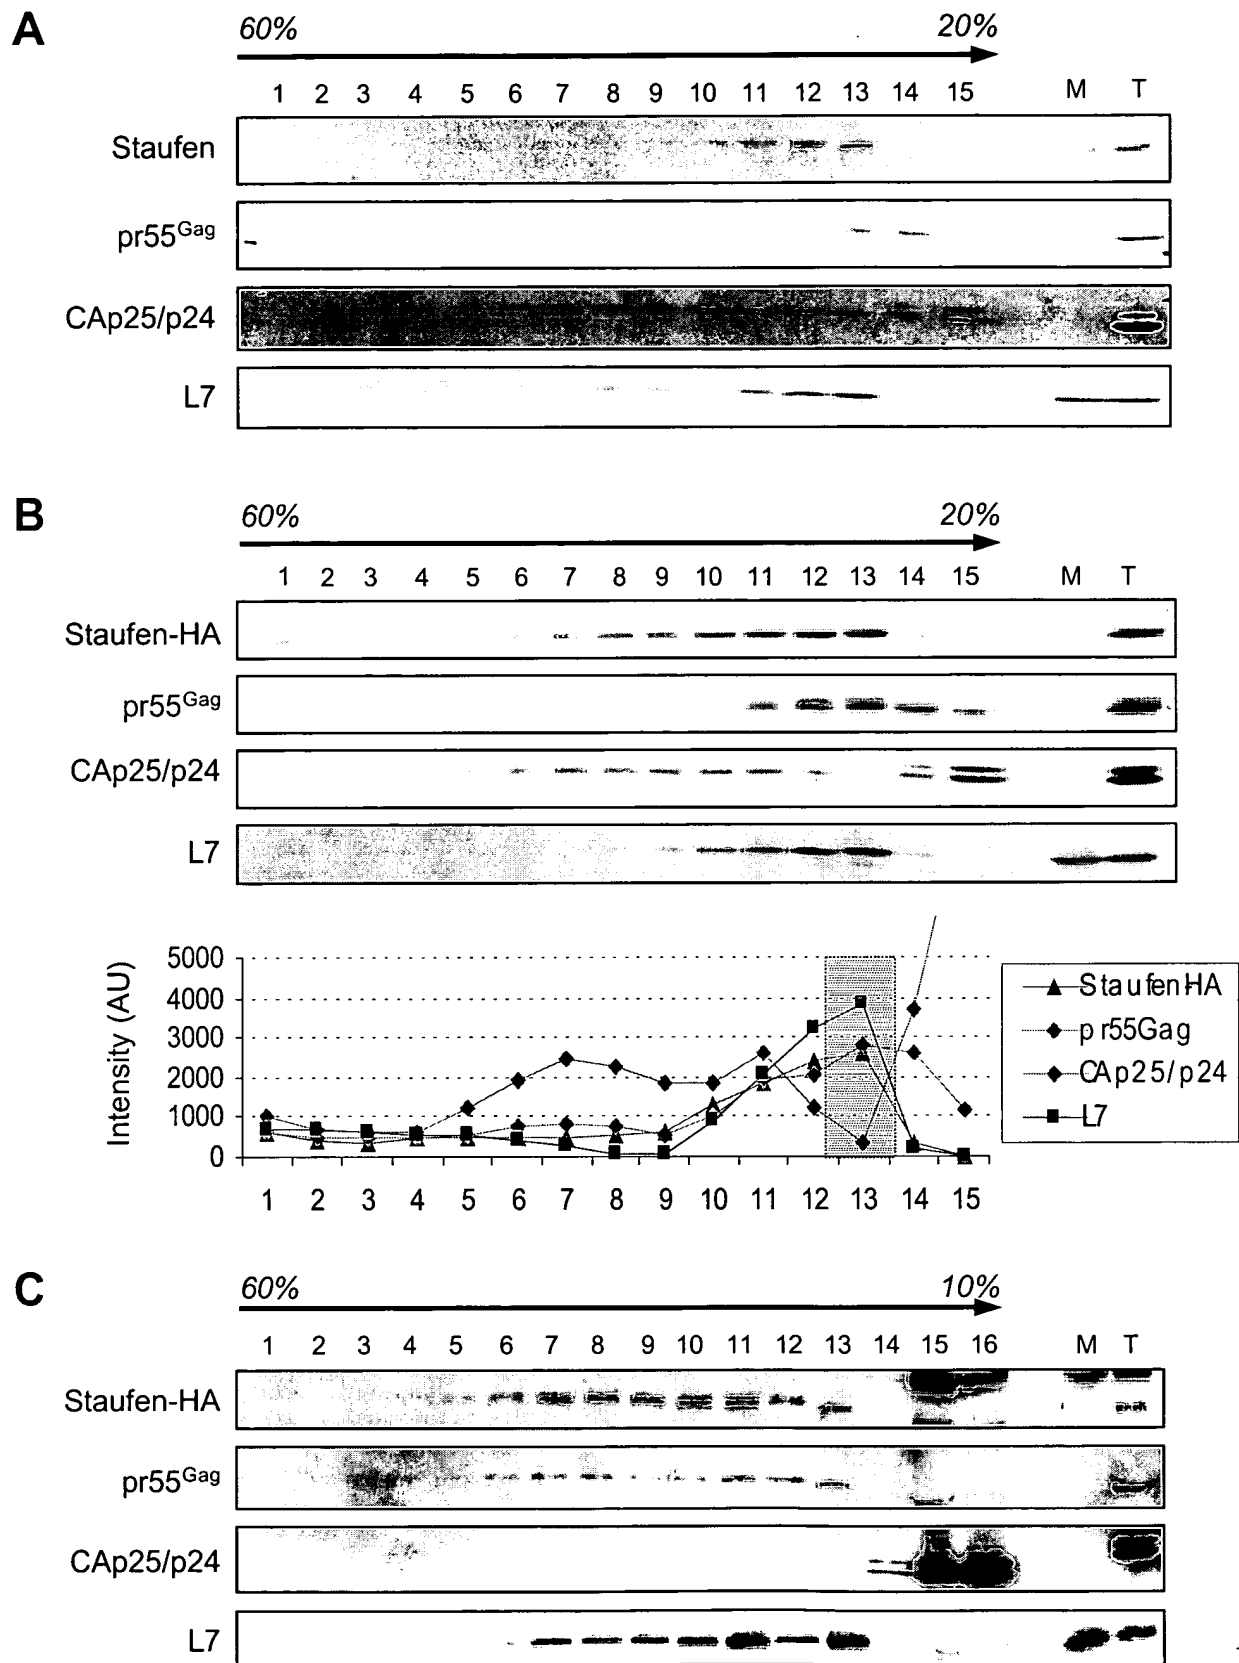 A
60% 20%
1 2 3 4 5 6 7 8 9 10 11 12 13 14 15 M T
Staufen
pr55Gag
CAp25/p24
L7
B
60% 20%
1 2 3 4 5 6 7 8 9 10 11 12 13 14 15 M T
Staufen-HA
pr55Gag
CAp25/p24
L7
Intensity (AU)
5000
4000
3000
2000
1000
0
1 2 3 4 5 6 7 8 9 10 11 12 13 14 15
StaufenHA
pr55Gag
CAp25/p24
L7
C
60% 10%
1 2 3 4 5 6 7 8 9 10 11 12 13 14 15 16 M T
Staufen-HA
pr55Gag
CAp25/p24
L7